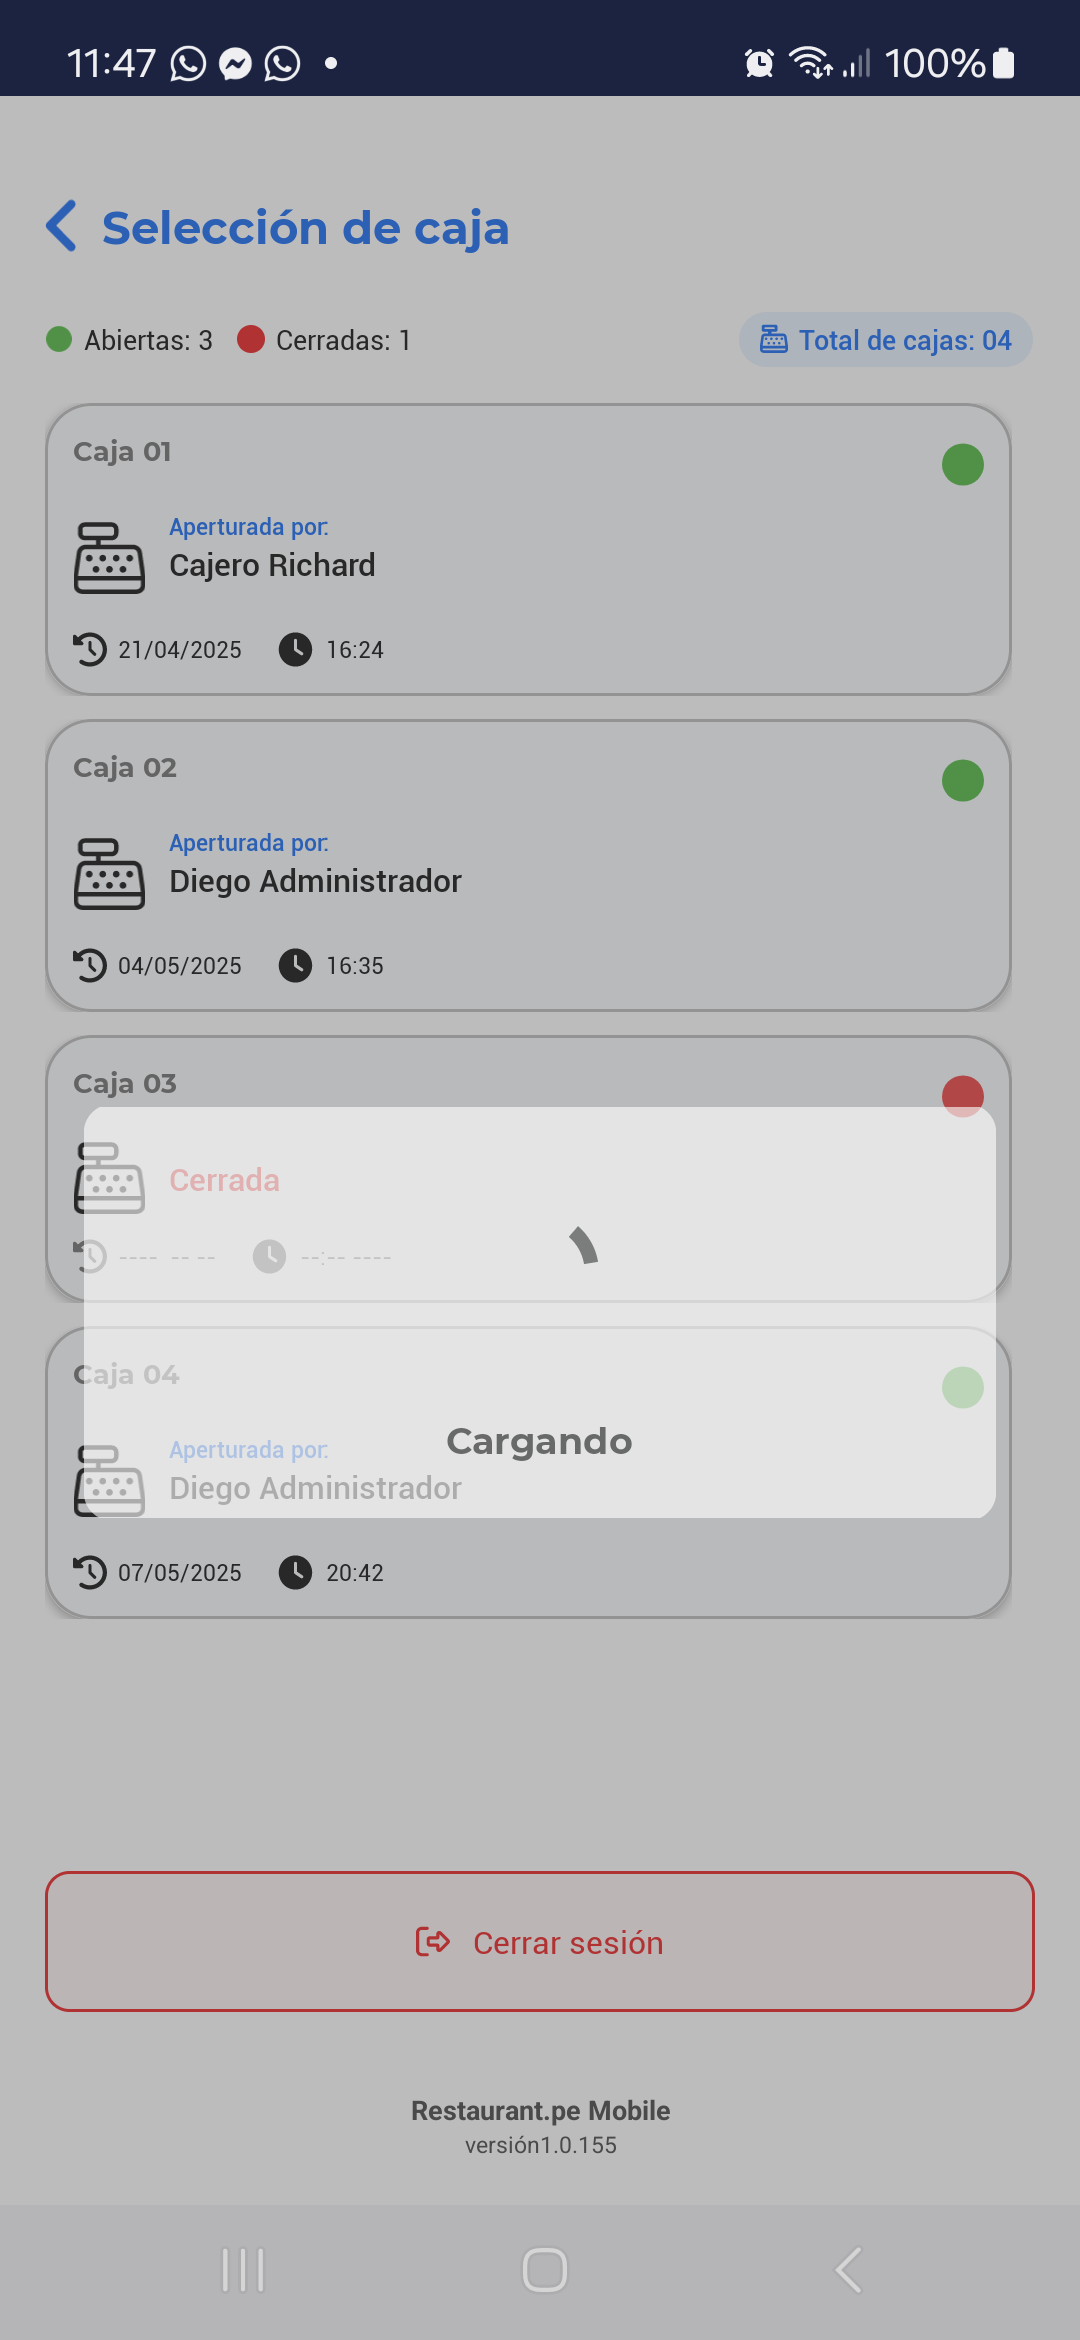 11:47
100%
Selección de caja
Abiertas: 3 Cerradas: 1 Total de cajas: 04
Caja 01
Aperturada por:
Cajero Richard
21/04/2025 16:24
Caja 02
Aperturada por:
Diego Administrador
04/05/2025 16:35
Caja 03
Cerrada
---- -- -- --:-- ----
Caja 04
Cargando
Aperturada por:
Diego Administrador
07/05/2025 20:42
Cerrar sesión
Restaurant.pe Mobile
versión1.0.155